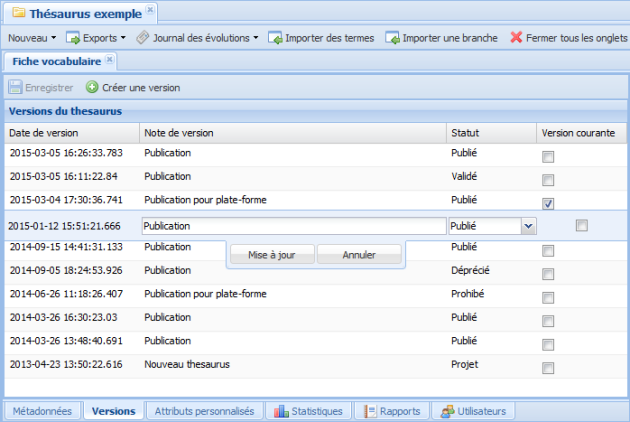 Thésaurus exemple
Nouveau Exports Journal des évolutions Importer des termes Importer une branche Fermer tous les onglets
Fiche vocabulaire
Enregistrer Créer une version
Versions du thesaurus
Date de version Note de version Statut Version courante
2015-03-05 16:26:33.783 Publication Publié
2015-03-05 16:11:22.84 Publication Validé
2015-03-04 17:30:36.741 Publication pour plate-forme Publié
2015-01-12 15:51:21.666 Publication Publié
2014-09-15 14:41:31.133 Publication Publié
Mise à jour Annuler
2014-09-05 18:24:53.926 Publication Déprécié
2014-06-26 11:18:26.407 Publication pour plate-forme Prohibé
2014-03-26 16:30:23.03 Publication Publié
2014-03-26 13:48:40.691 Publication Publié
2013-04-23 13:50:22.616 Nouveau thesaurus Projet
Métadonnées Versions Attributs personnalisés Statistiques Rapports Utilisateurs